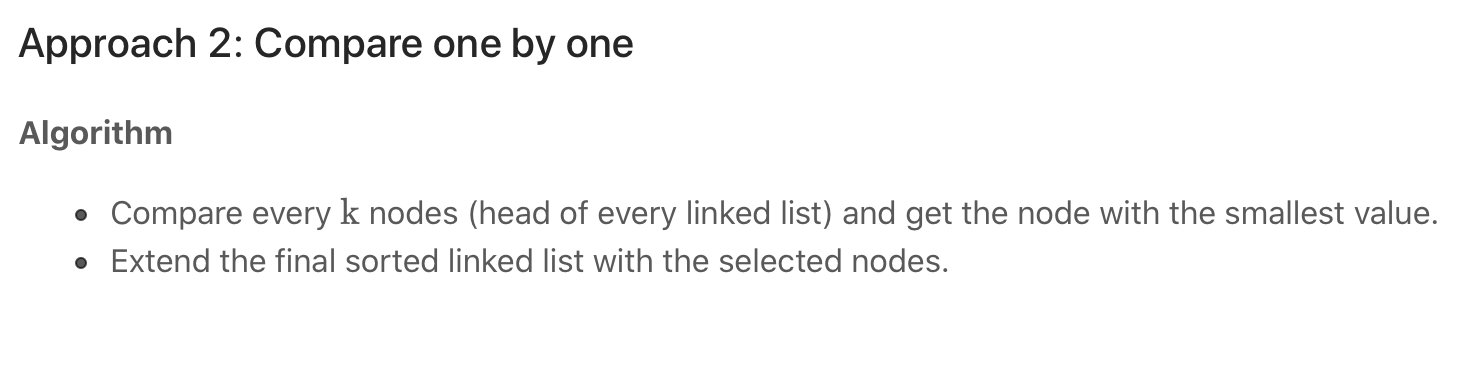 Approach 2: Compare one by one
Algorithm
• Compare every k nodes (head of every linked list) and get the node with the smallest value.
• Extend the final sorted linked list with the selected nodes.